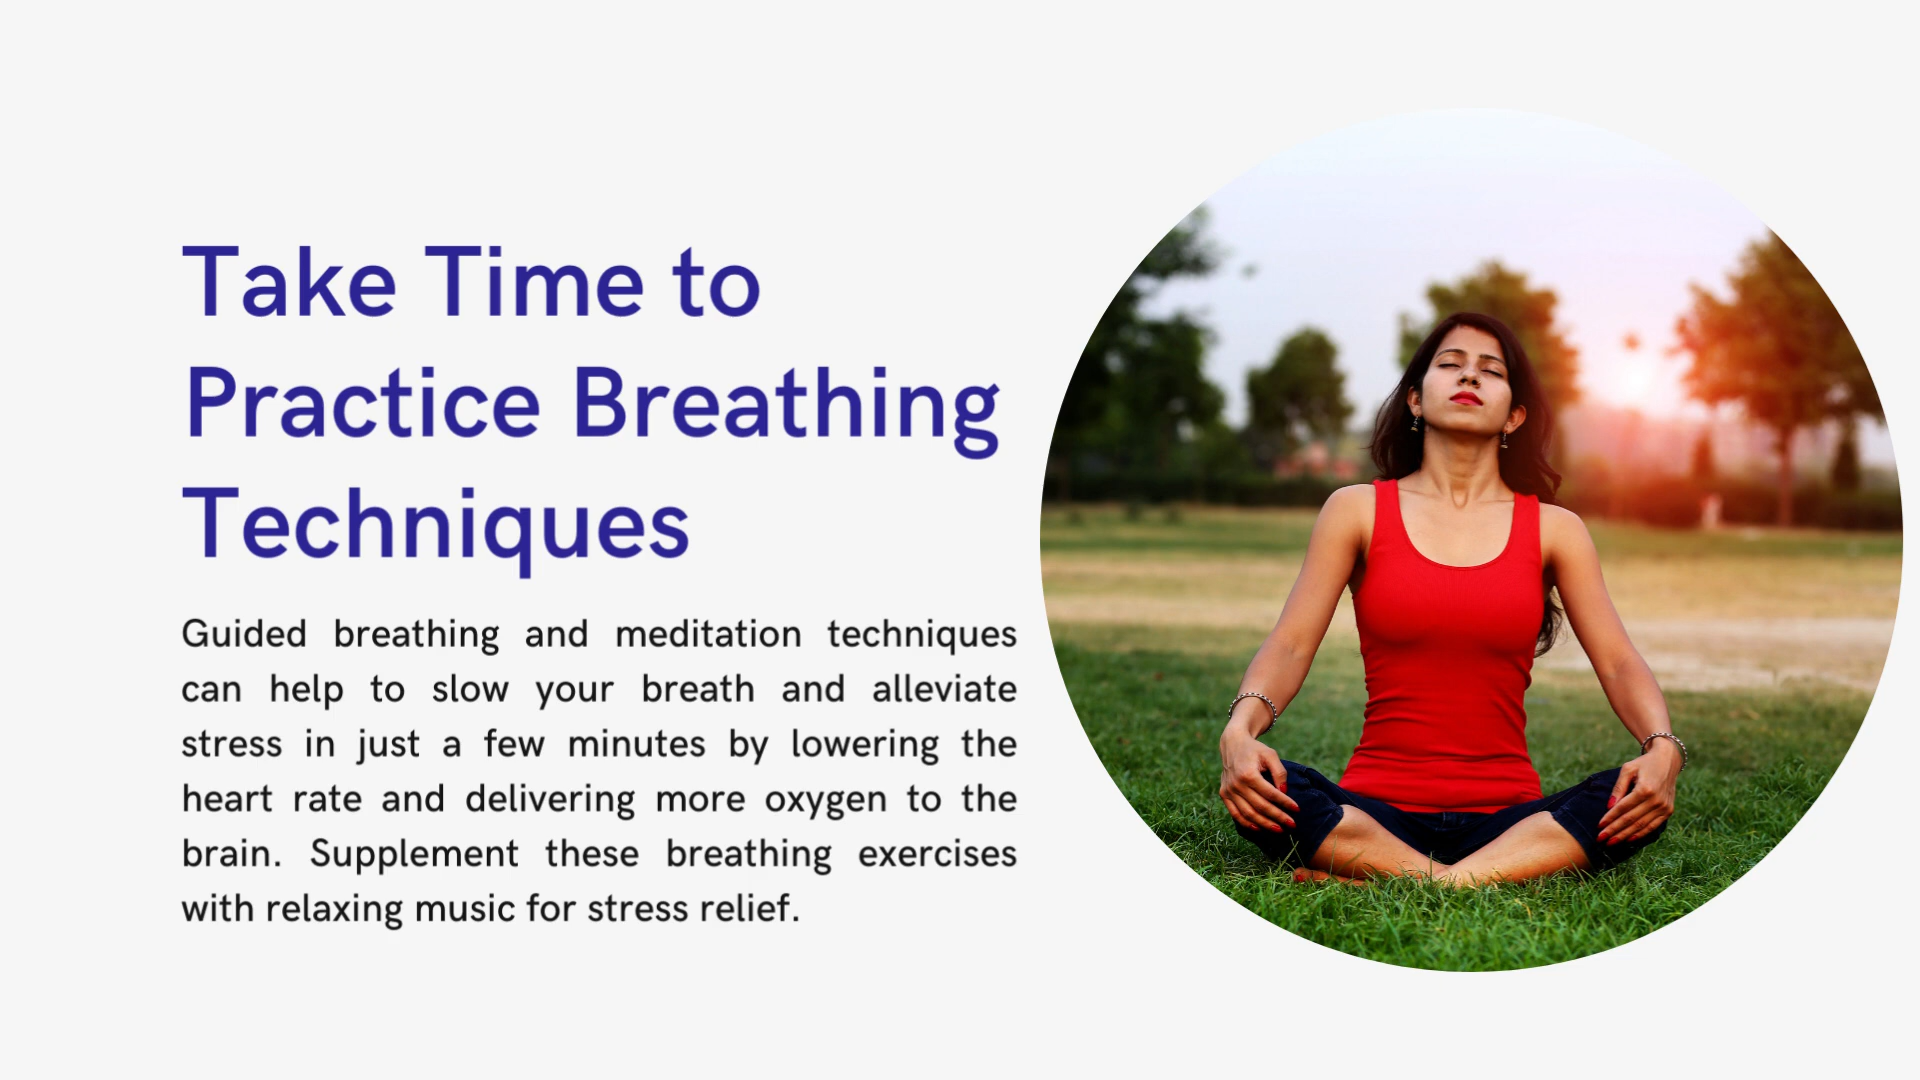 Take Time to
Practice Breathing
Techniques
Guided breathing and meditation techniques
can help to slow your breath and alleviate
stress in just a few minutes by lowering the
heart rate and delivering more oxygen to the
brain. Supplement these breathing exercises
with relaxing music for stress relief.